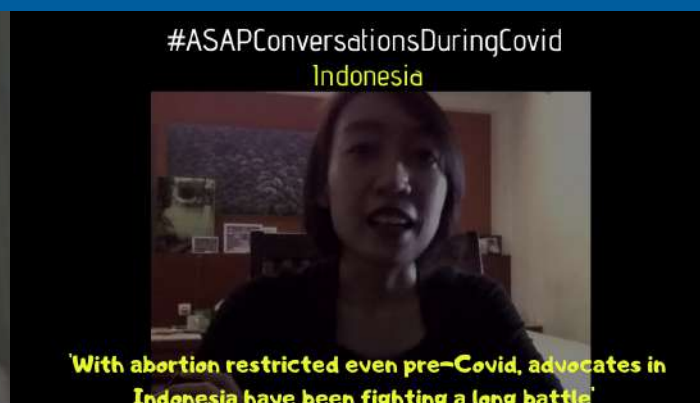 #ASAPConversationsDuringCovid
Indonesia
'With abortion restricted even pre-Covid, advocates in
Indonesia have been fighting a long battle'